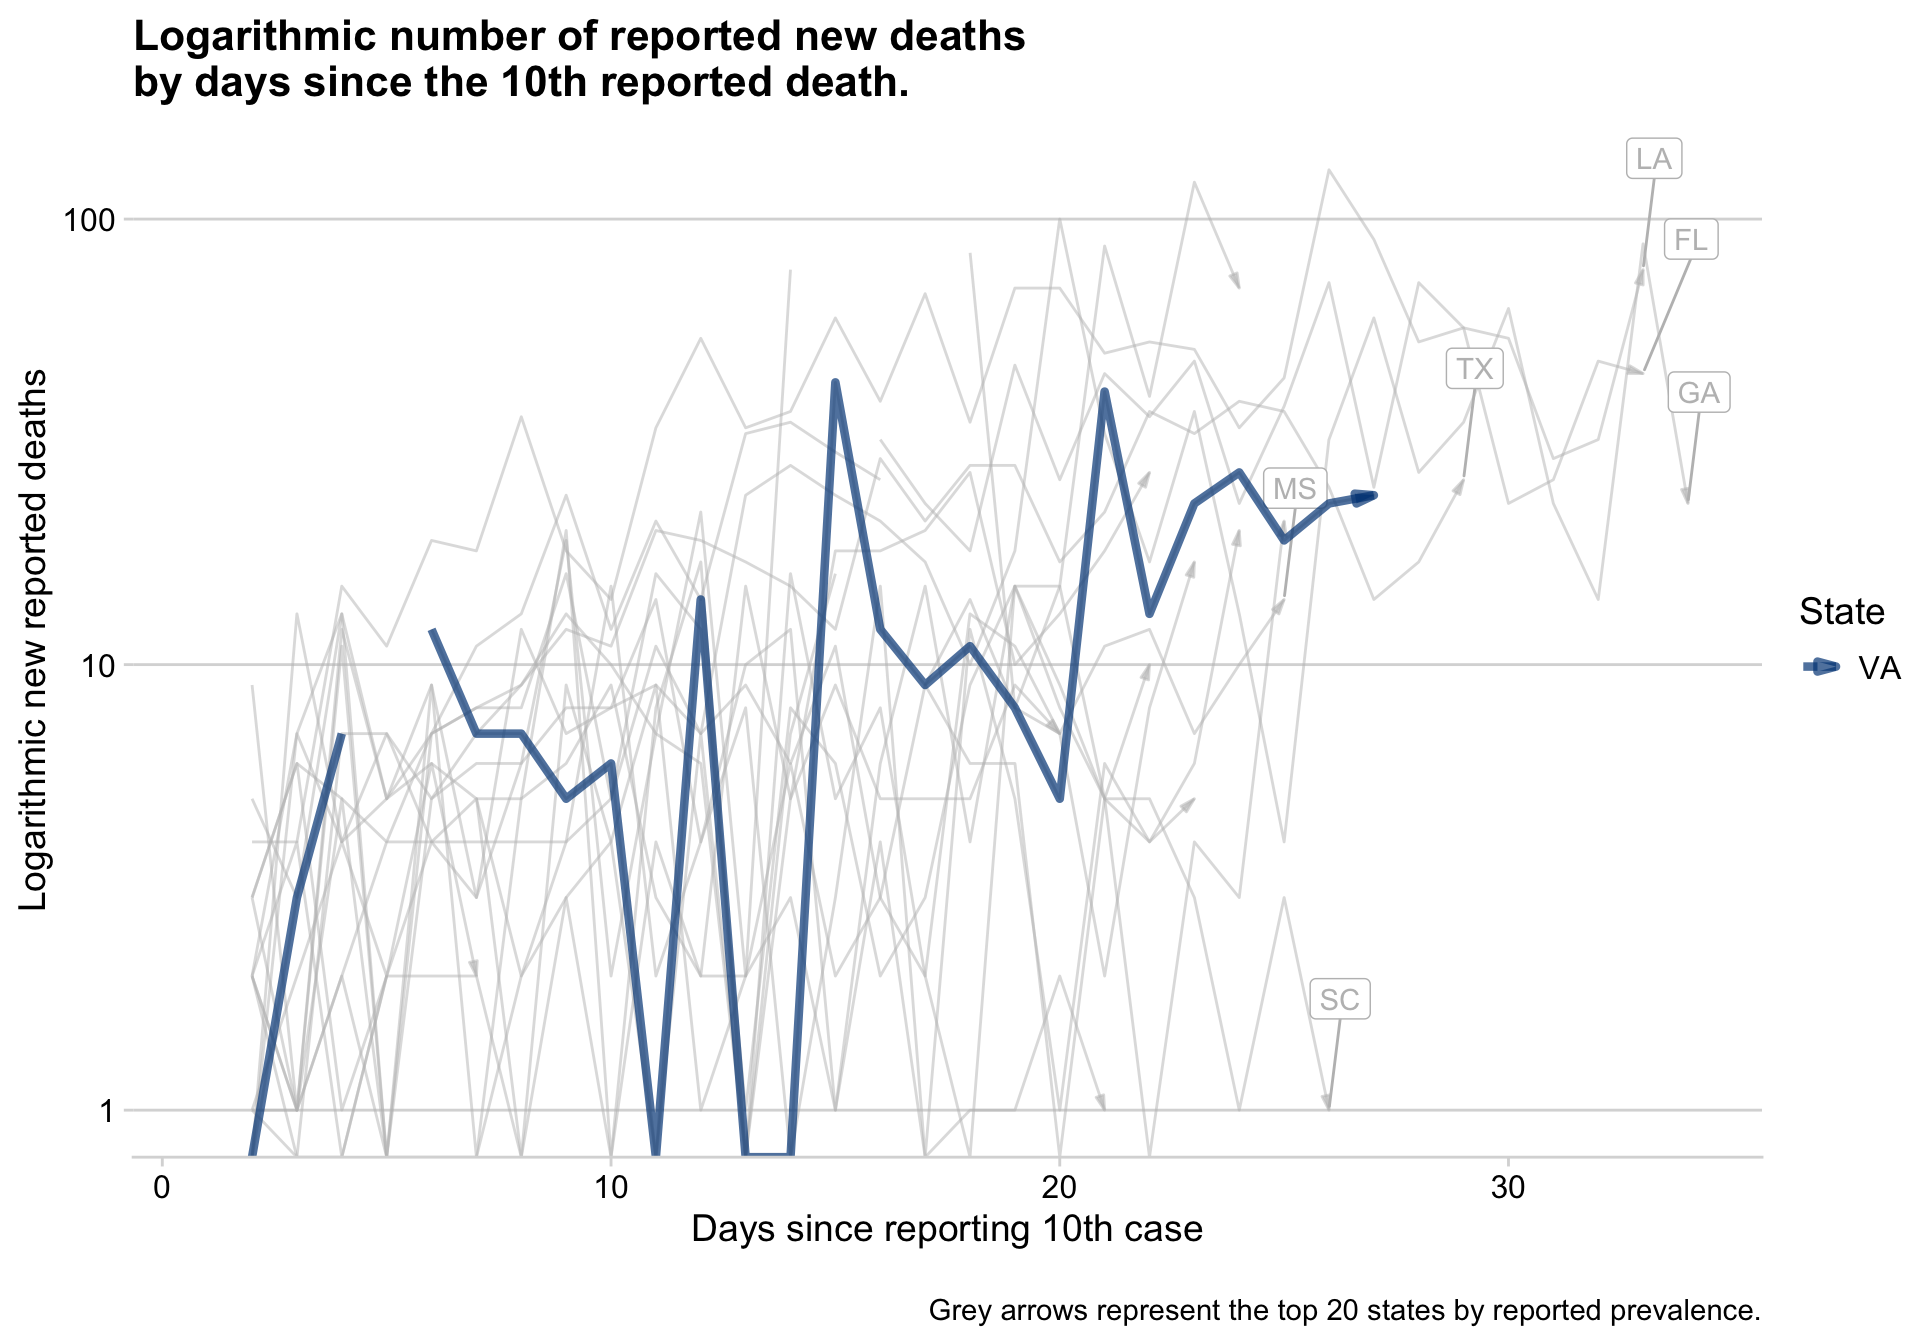 Logarithmic number of reported new deaths
by days since the 10th reported death.
LA
100
FL
TX
GA
MS
Logarithmic new reported deaths
State
10
VA
SC
1
0
10
20
30
Days since reporting 10th case
Grey arrows represent the top 20 states by reported prevalence.